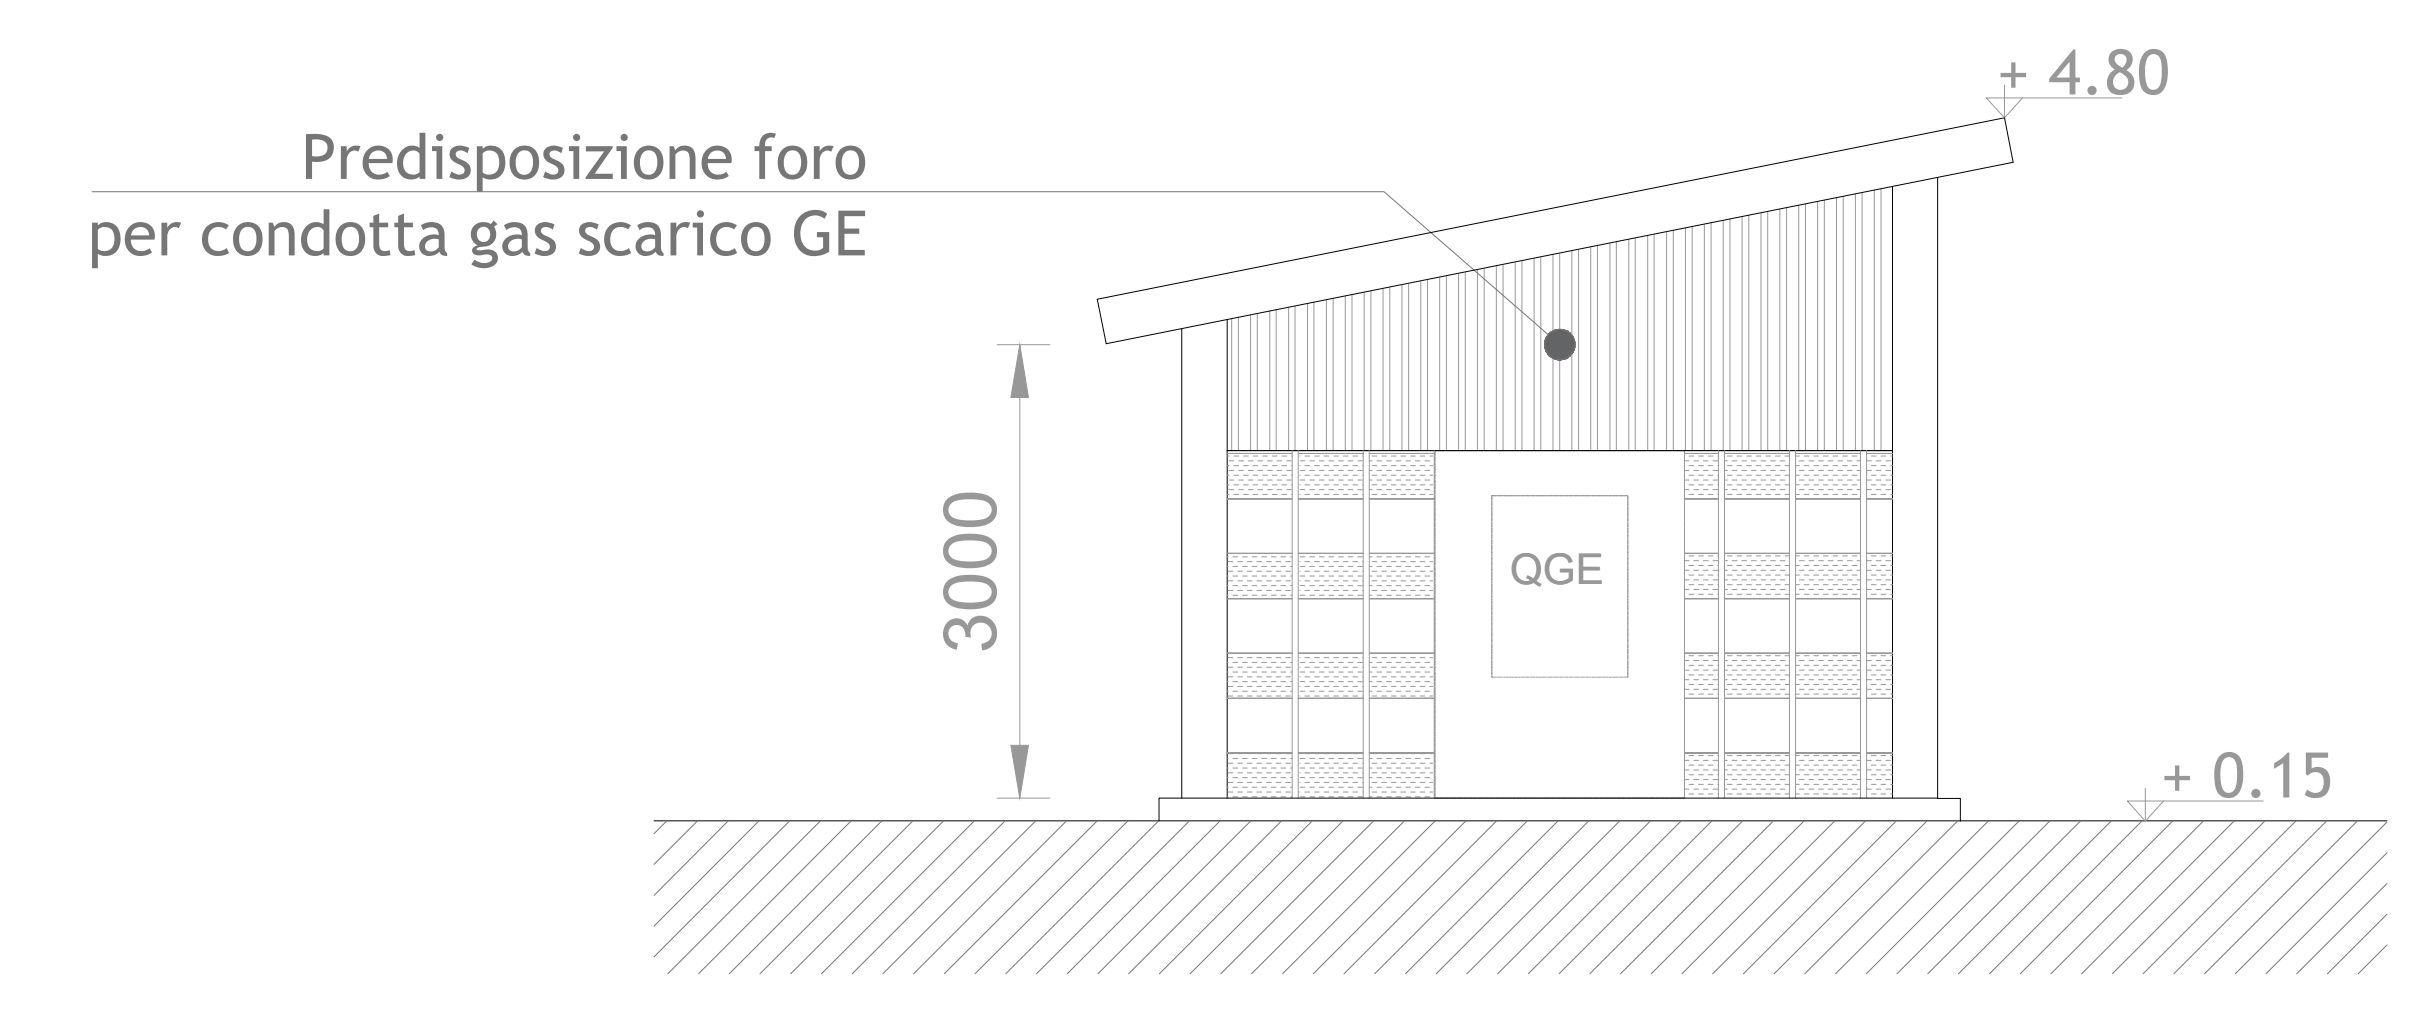 + 4.80
Predisposizione foro
per condotta gas scarico GE
3000
QGE
+ 0.15